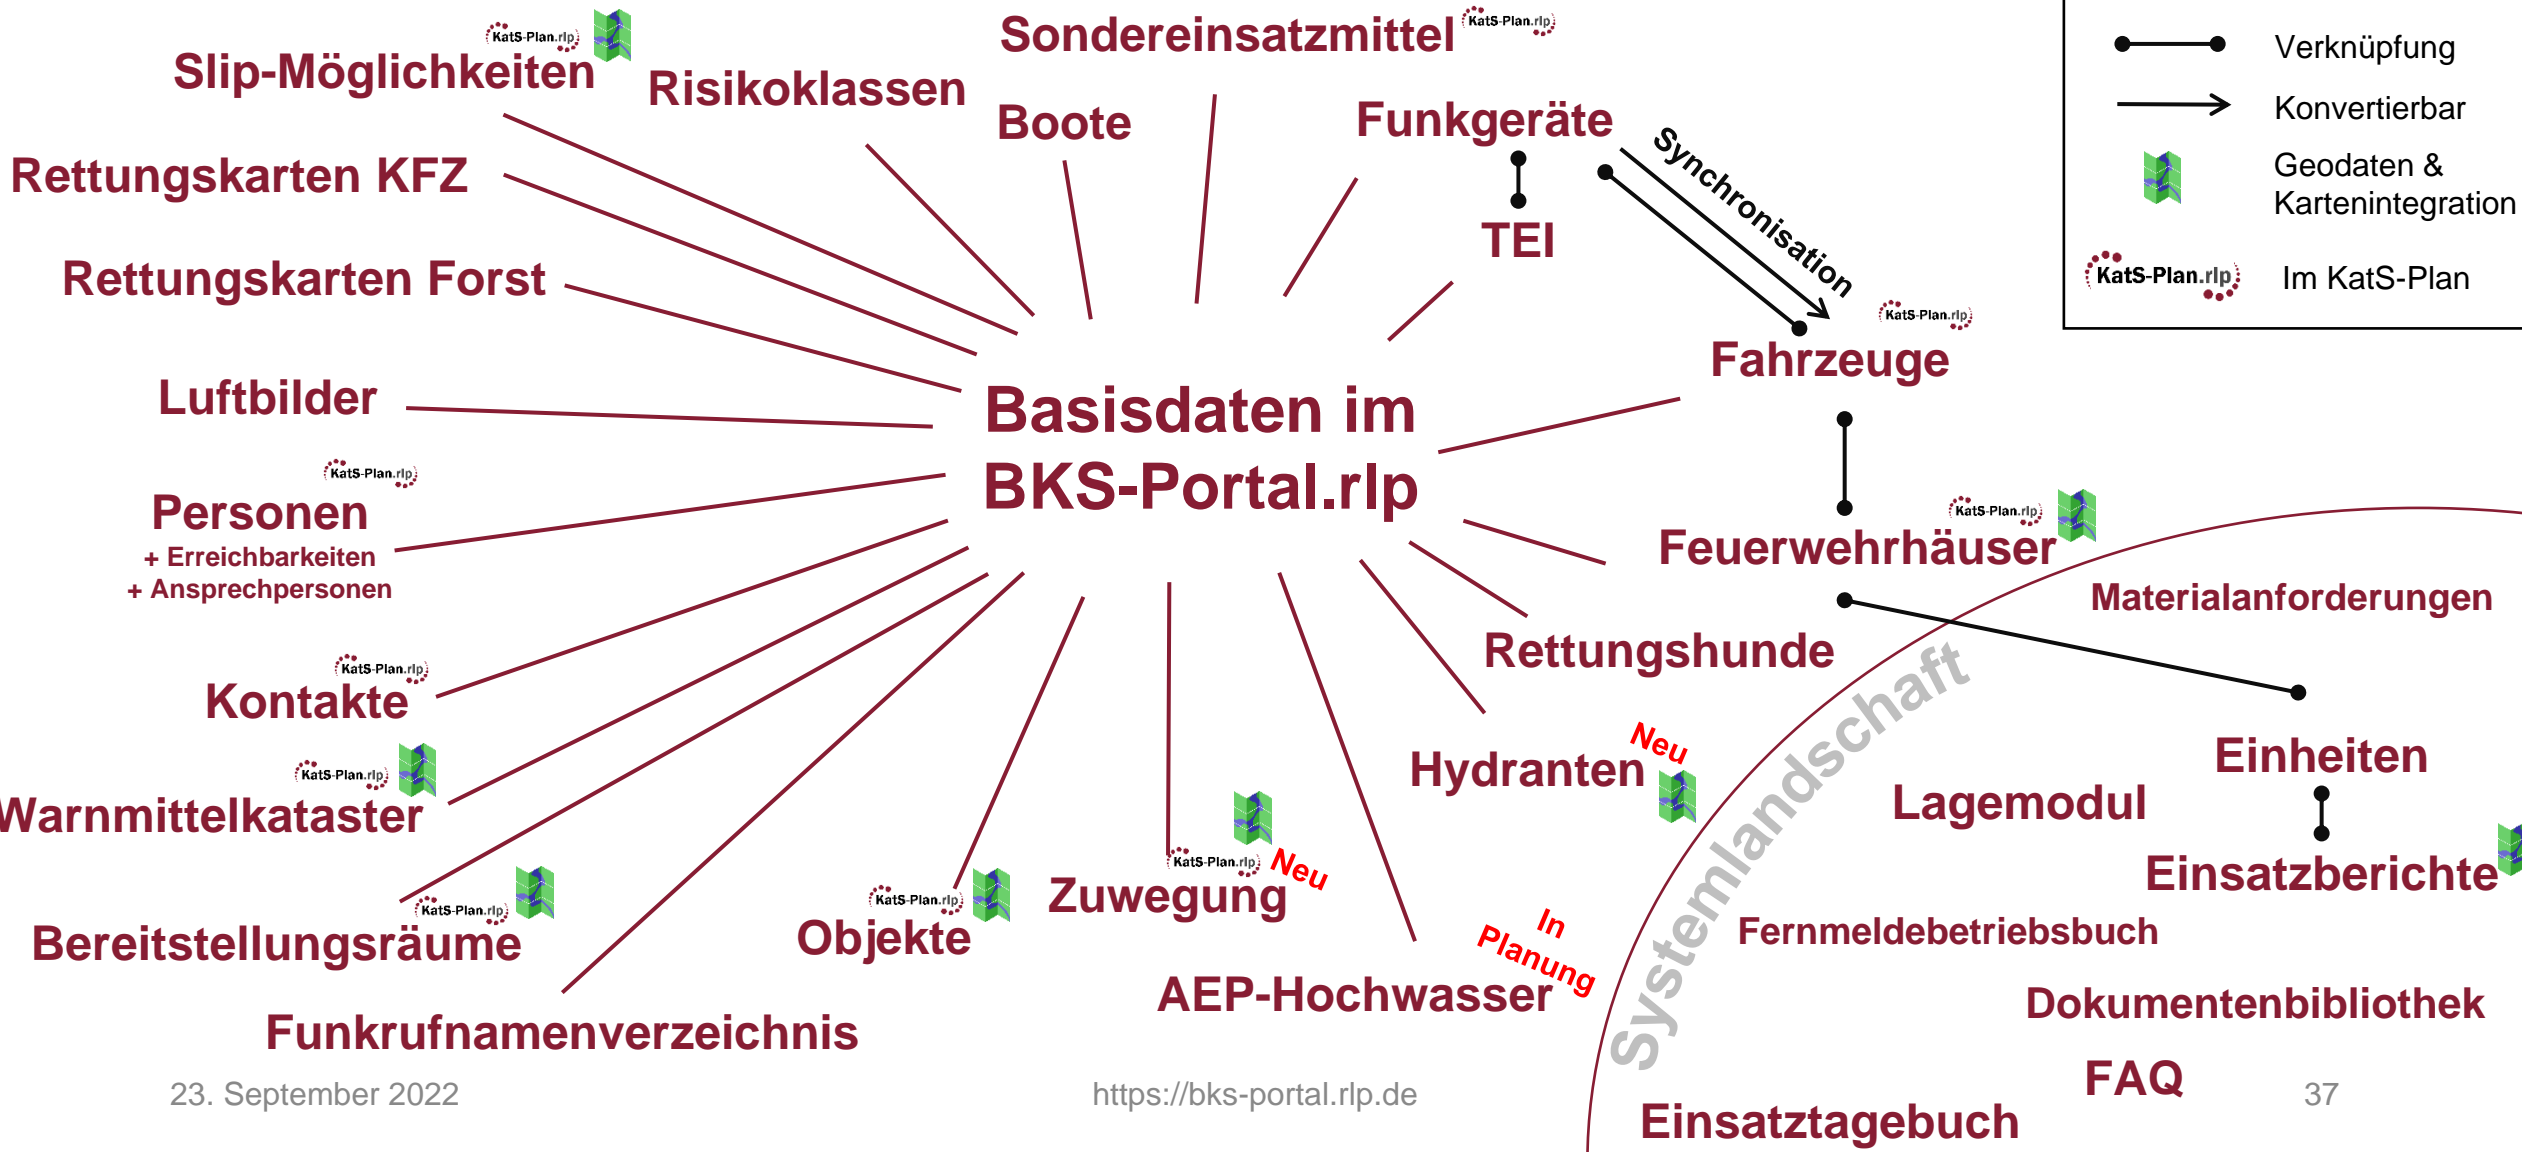 KatS-Plan.rlp
Slip-Möglichkeiten
Risikoklassen
Sondereinsatzmittel
KatS-Plan.rlp
Boote
Funkgeräte
Synchronisation
TEI
Verknüpfung
Konvertierbar
Geodaten &
Kartenintegration
KatS-Plan.rlp
Im KatS-Plan
Rettungskarten KFZ
Rettungskarten Forst
Luftbilder
KatS-Plan.rlp
Personen
+ Erreichbarkeiten
+ Ansprechpersonen
KatS-Plan.rlp
Kontakte
KatS-Plan.rlp
Warnmittelkataster
KatS-Plan.rlp
Bereitstellungsräume
Funkrufnamenverzeichnis
Basisdaten im
BKS-Portal.rlp
KatS-Plan.rlp
Fahrzeuge
KatS-Plan.rlp
Feuerwehrhäuser
Rettungshunde
Neu
Hydranten
KatS-Plan.rlp
Neu
Zuwegung
KatS-Plan.rlp
Objekte
In
Planung
AEP-Hochwasser
Systemlandschaft
Materialanforderungen
Einheiten
Lagemodul
Einsatzberichte
Fernmeldebetriebsbuch
Dokumentenbibliothek
FAQ
Einsatztagebuch
23. September 2022
https://bks-portal.rlp.de
37